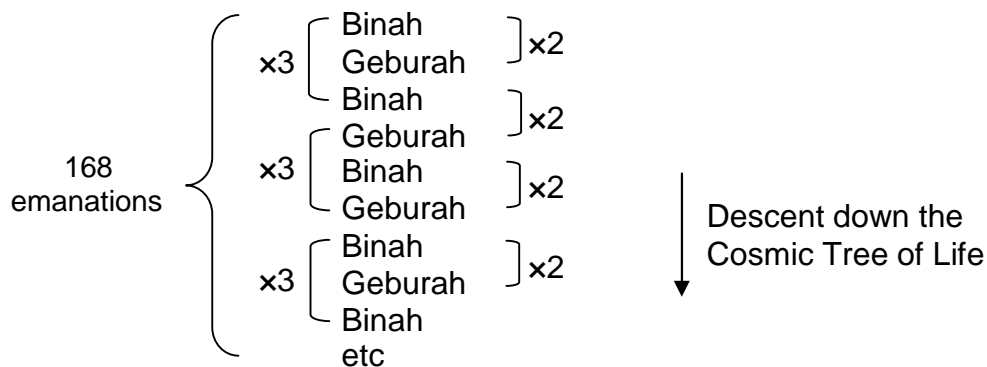 168
emanations
×3
×3
×3
Binah
Geburah
Binah
Geburah
Binah
Geburah
Binah
Geburah
Binah
etc
×2
×2
×2
×2
Descent down the
Cosmic Tree of Life